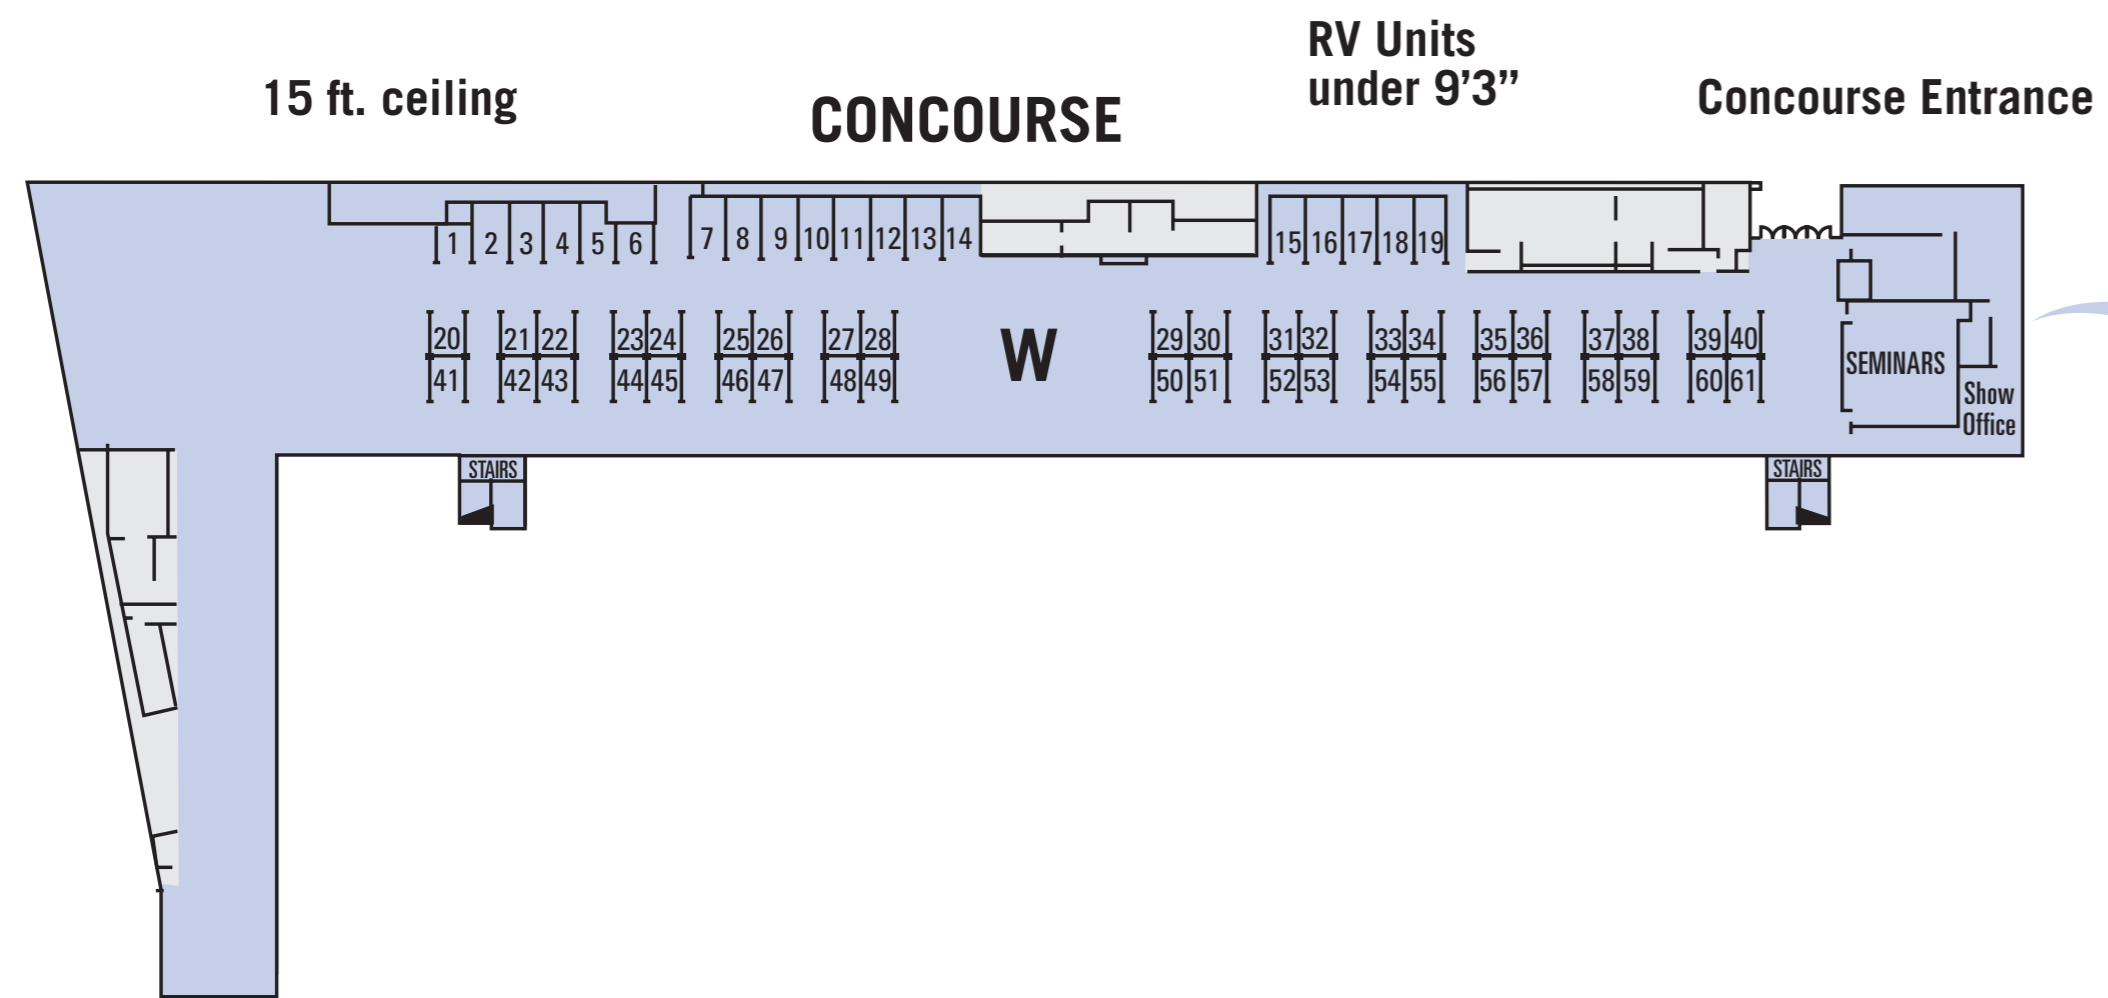 RV Units
under 9’3”
15 ft. ceiling
CONCOURSE
Concourse Entrance
1 2 3 4 5 6 7 8 9 10 11 12 13 14 15 16 17 18 19
20 21 22 23 24 25 26 27 28 29 30 31 32 33 34 35 36 37 38 39 40
W
SEMINARS
41 42 43 44 45 46 47 48 49 50 51 52 53 54 55 56 57 58 59 60 61
Show
Office
STAIRS STAIRS